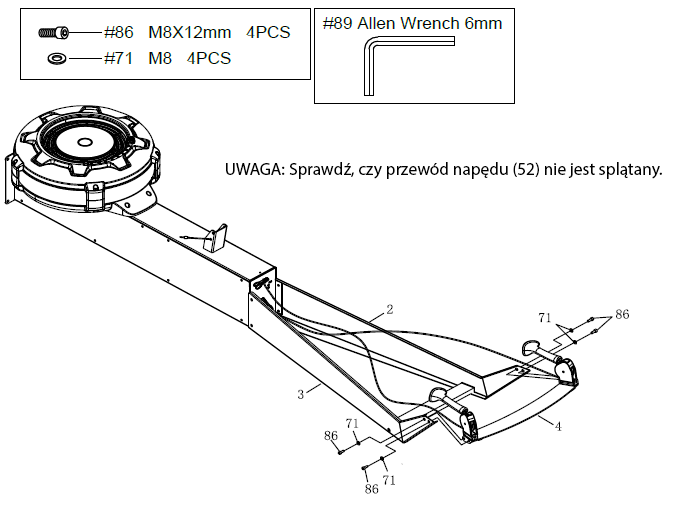 #86 M8X12mm 4PCS
#71 M8 4PCS
#89 Allen Wrench 6mm
UWAGA: Sprawdź, czy przewód napędu (52) nie jest splątany.
2
71
86
3
4
71
86
71
86